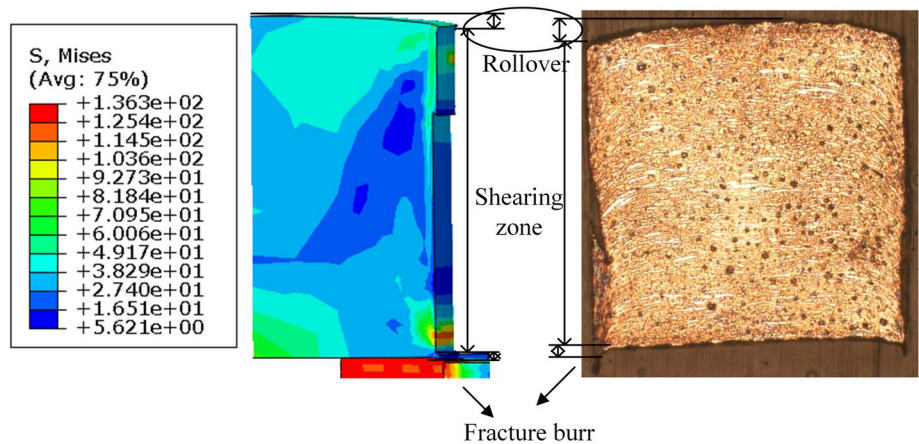 S, Mises
(Avg: 75%)
+1.363e+02
+1.254e+02
+1.145e+02
+1.036e+02
+9.273e+01
+8.184e+01
+7.095e+01
+6.006e+01
+4.917e+01
+3.829e+01
+2.740e+01
+1.651e+01
+5.621e+00
Rollover
Shearing
zone
Fracture burr